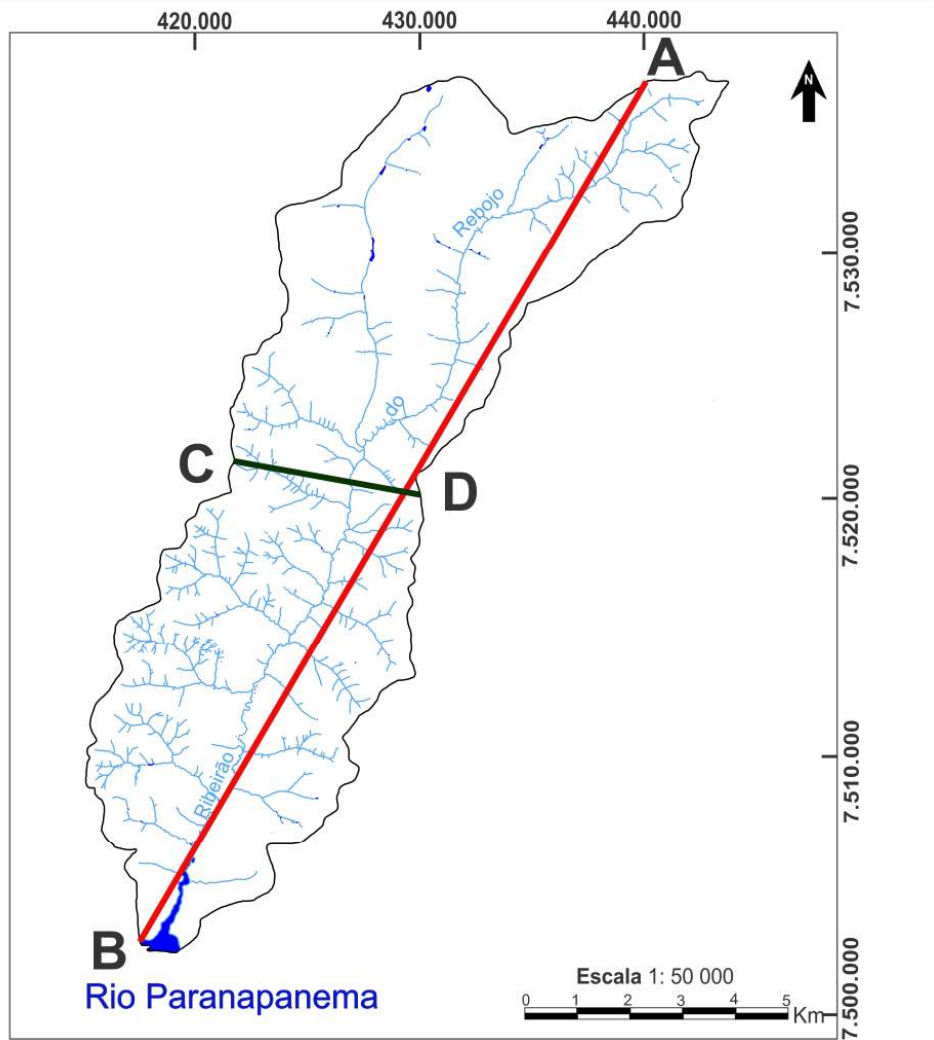 420.000 430.000 440.000
A
N
Rebojo
7.530.000
do
C
D
7.520.000
Ribeirão
7.510.000
B
Rio Paranapanema
Escala 1: 50 000
0 1 2 3 4 5
Km
7.500.000